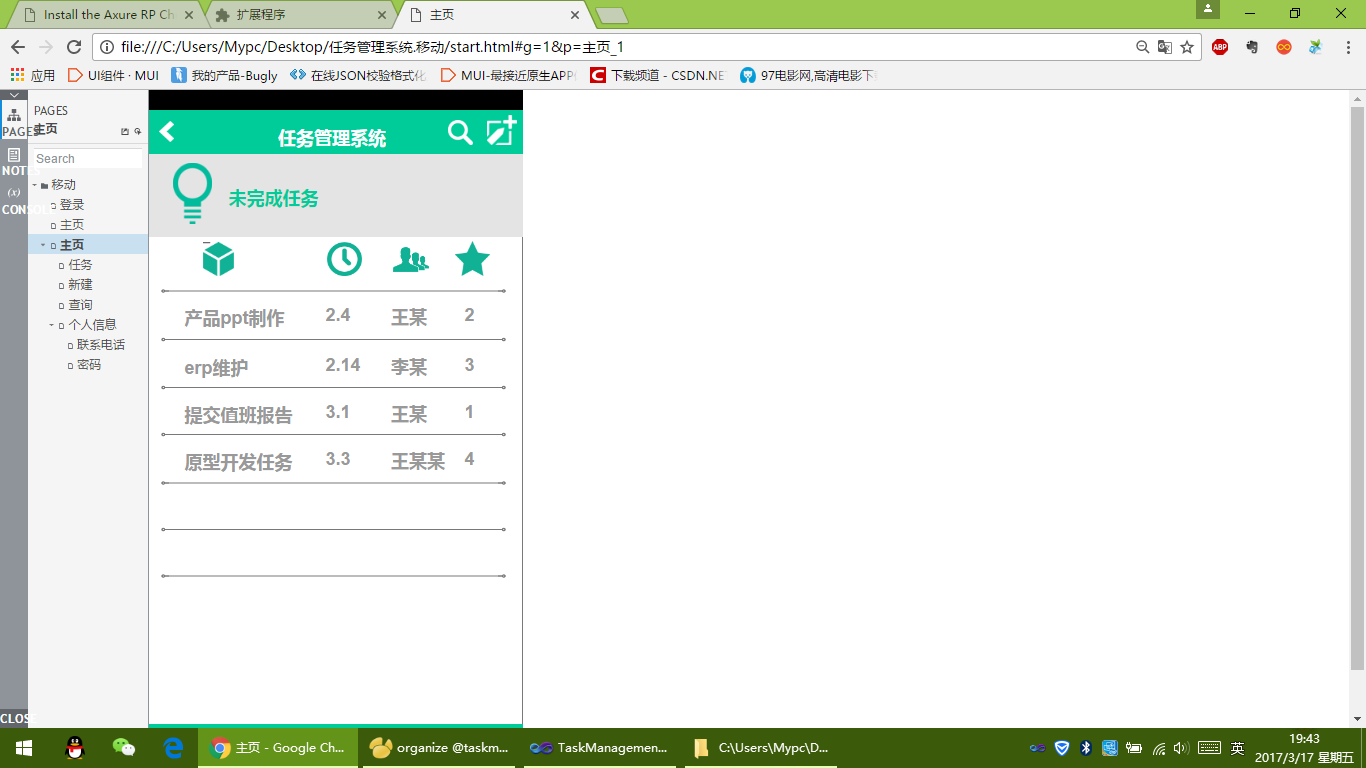 Install the Axure RP Ch
扩展程序
主页
file:///C:/Users/Mypc/Desktop/任务管理系统.移动/start.html#g=1&p=主页_1
ABP
应用
UI组件 · MUI
我的产品-Bugly
在线JSON校验格式化
MUI-最接近原生APP
下载频道 - CSDN.NE
97电影网,高清电影下
PAGES
NOTES
(x)
CONSOLE
CLOSE
PAGES
主页
Search
移动
登录
主页
主页
任务
新建
查询
个人信息
联系电话
密码
任务管理系统
未完成任务
产品ppt制作 2.4 王某 2
erp维护 2.14 李某 3
提交值班报告 3.1 王某 1
原型开发任务 3.3 王某某 4
主页 - Google Ch...
organize @taskm...
TaskManagemen...
C:\Users\Mypc\D...
英
19:43
2017/3/17 星期五